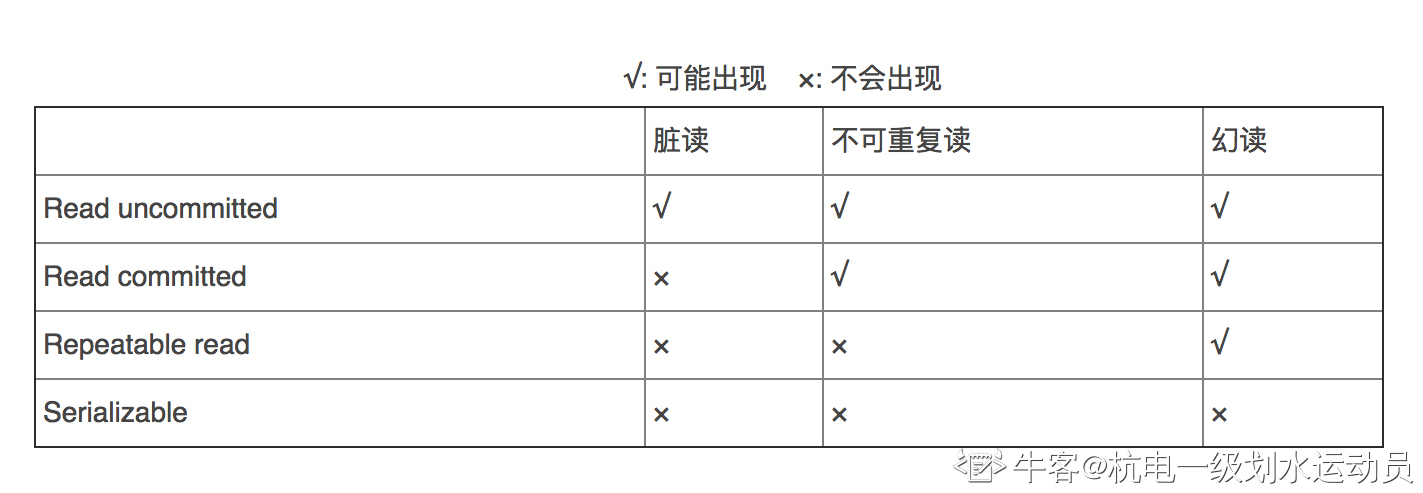 √: 可能出现 ×: 不会出现
脏读 不可重复读 幻读
Read uncommitted √ √ √
Read committed × √ √
Repeatable read × × √
Serializable × × ×
牛客@杭电一级划水运动员